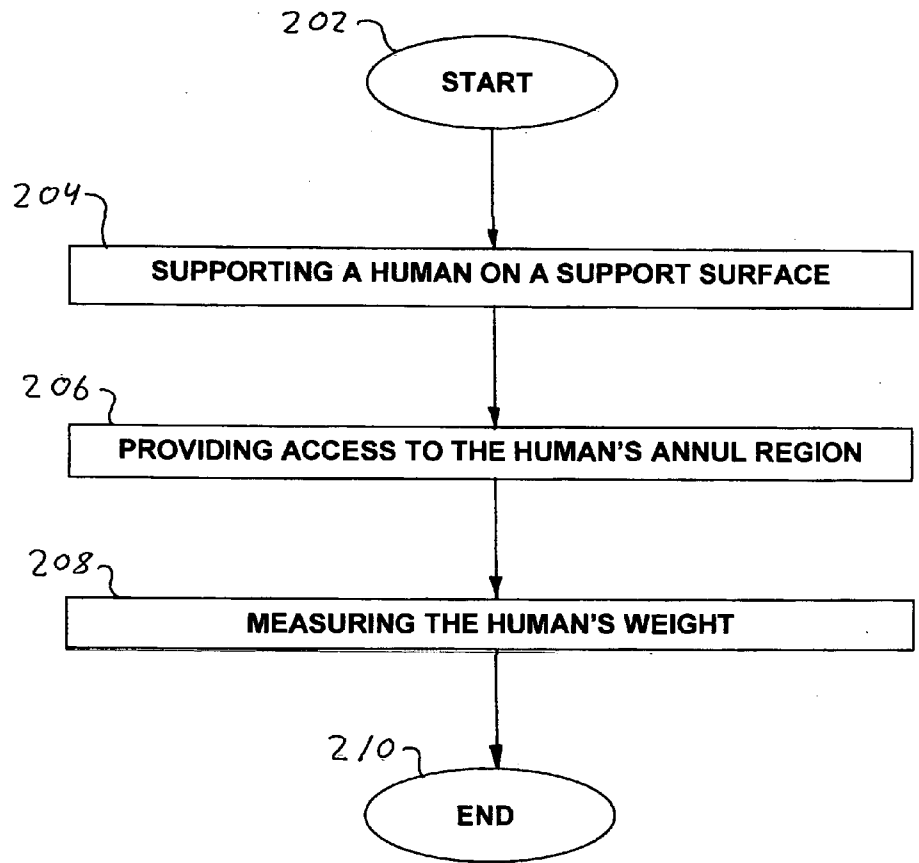 202
START
204
SUPPORTING A HUMAN ON A SUPPORT SURFACE
206
PROVIDING ACCESS TO THE HUMAN'S ANNUL REGION
208
MEASURING THE HUMAN'S WEIGHT
210
END